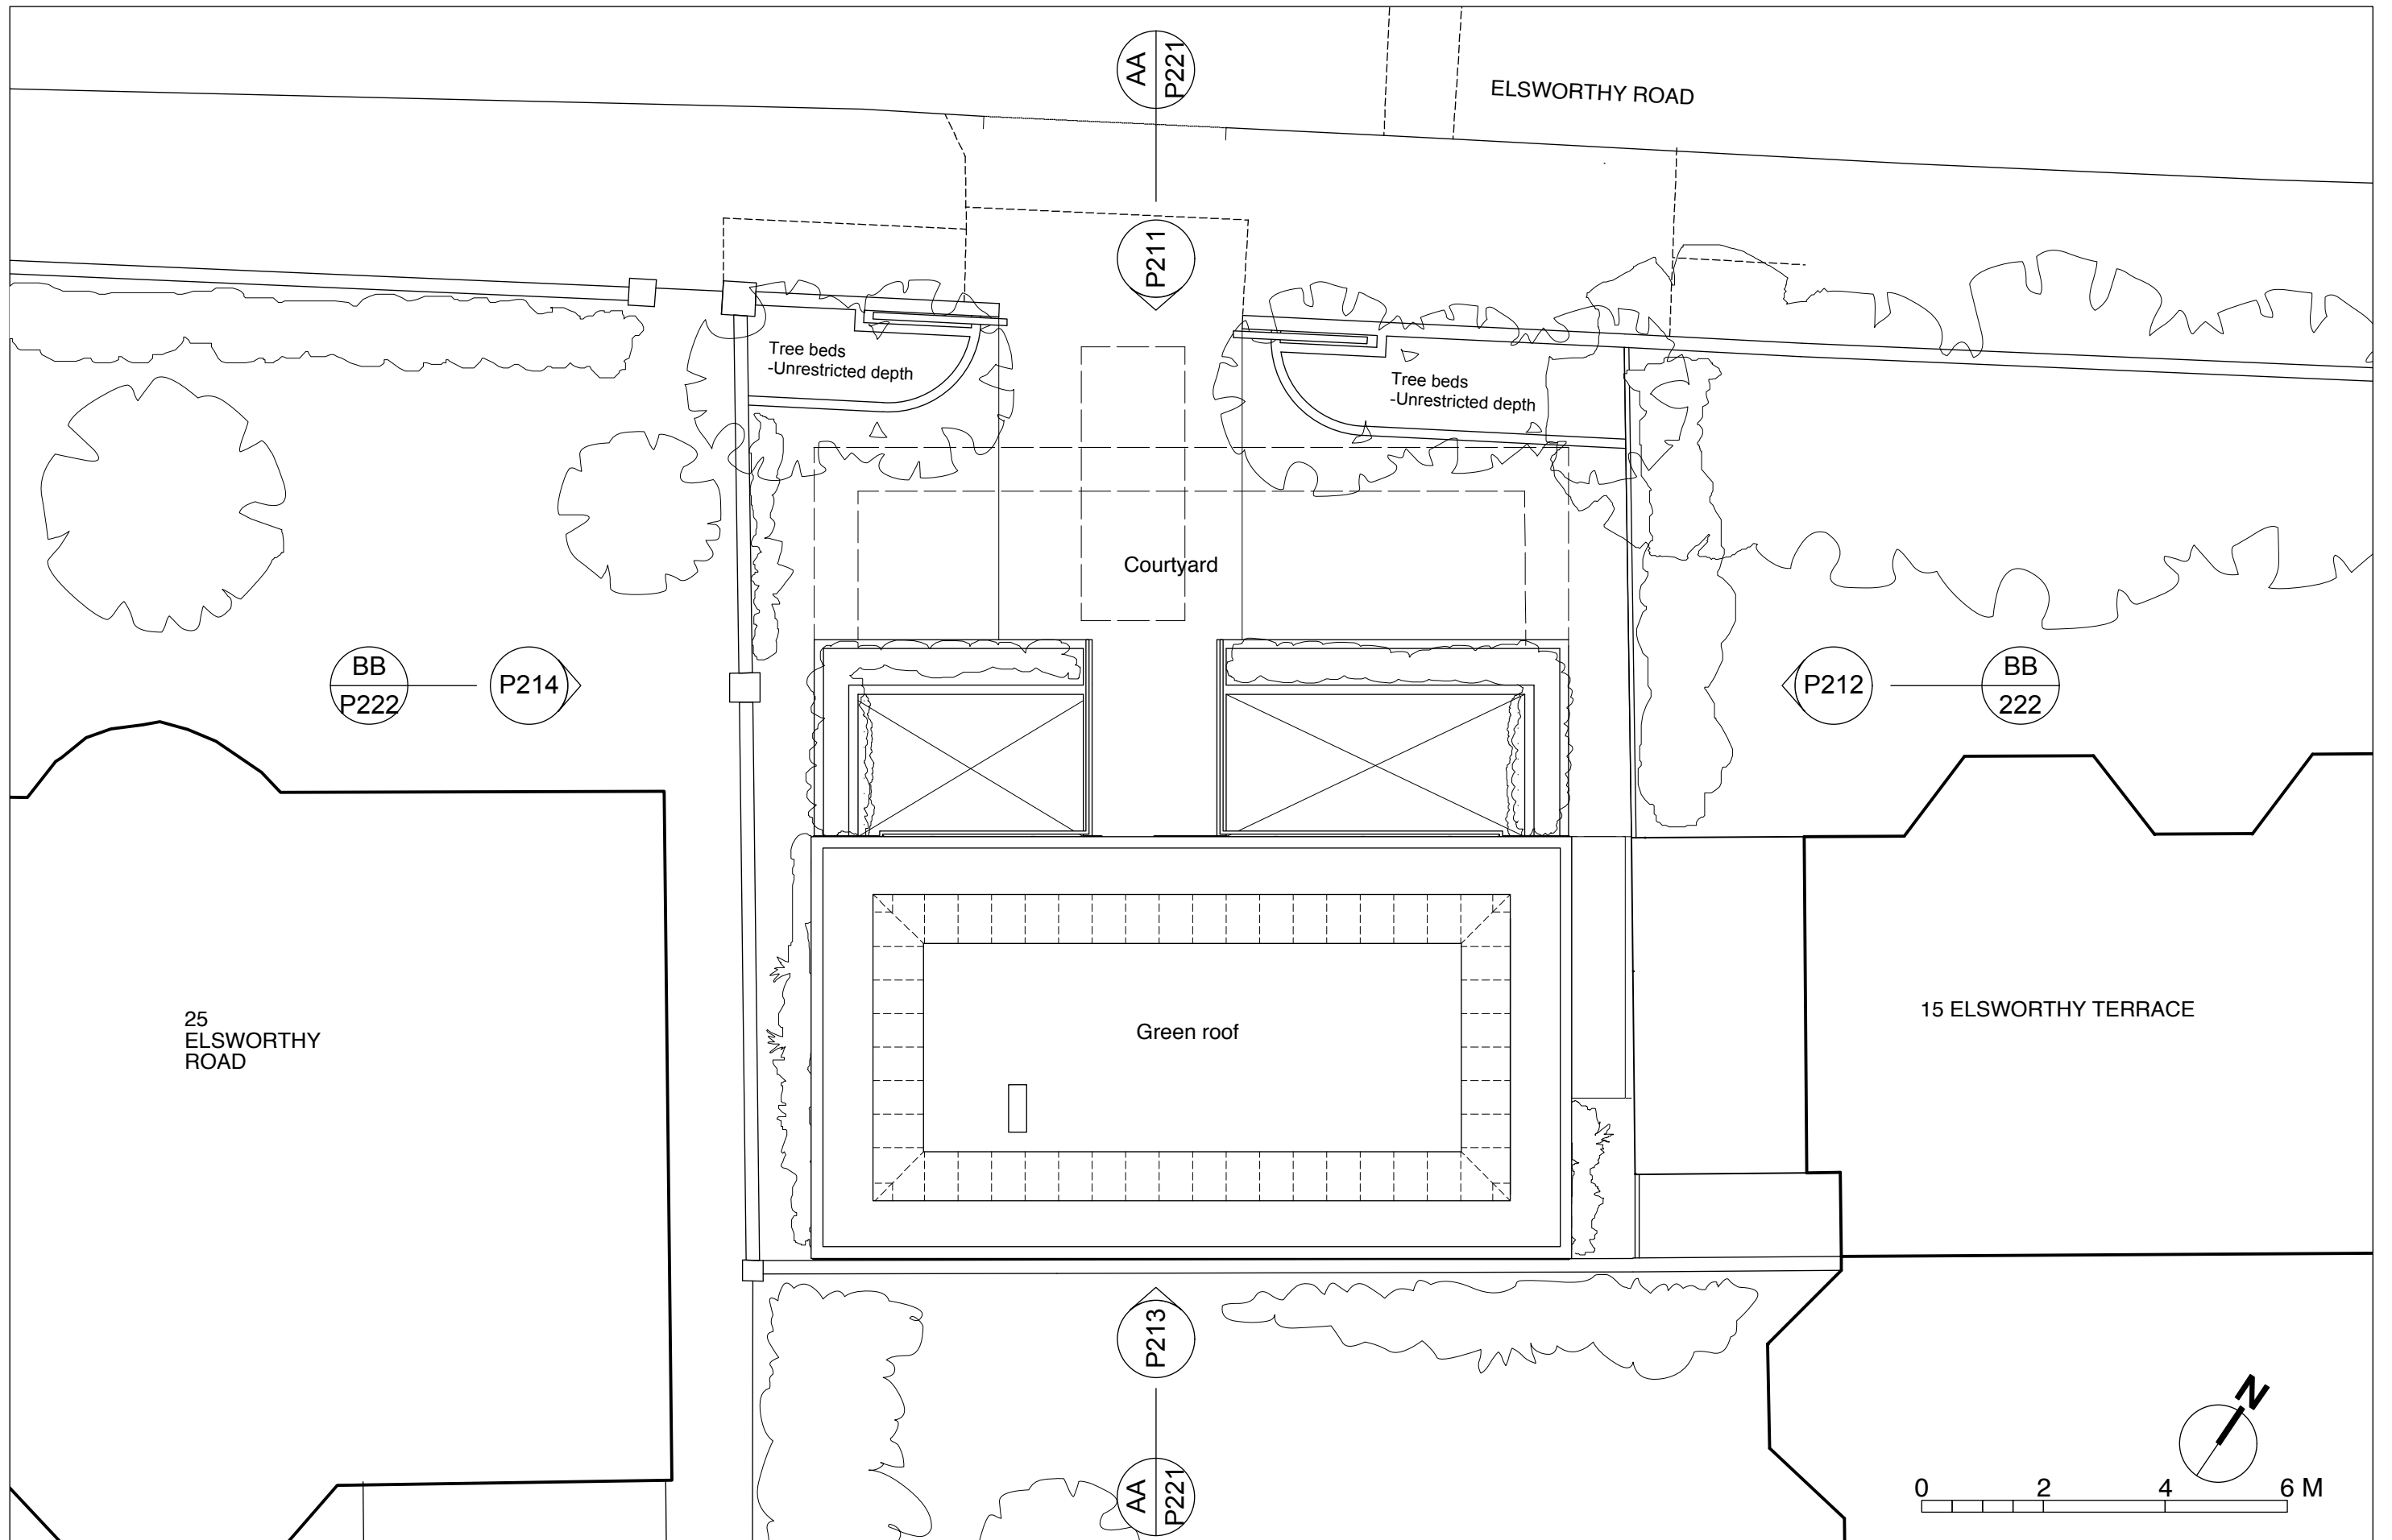 AA
P221
ELSWORTHY ROAD
P211
Tree beds
-Unrestricted depth
Tree beds
-Unrestricted depth
Courtyard
BB
P222
P214
P212
BB
222
25
ELSWORTHY
ROAD
Green roof
15 ELSWORTHY TERRACE
P213
AA
P221
N
0 2 4 6 M